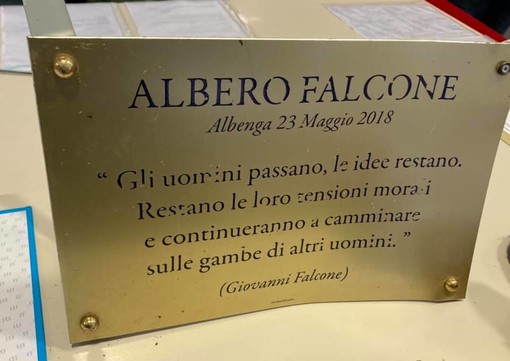 ALBERO FALCONE
Albenga 23 Maggio 2018
“ Gli uomini passano, le idee restano.
Restano le loro tensioni morali
e continueranno a camminare
sulle gambe di altri uomini. ”
(Giovanni Falcone)